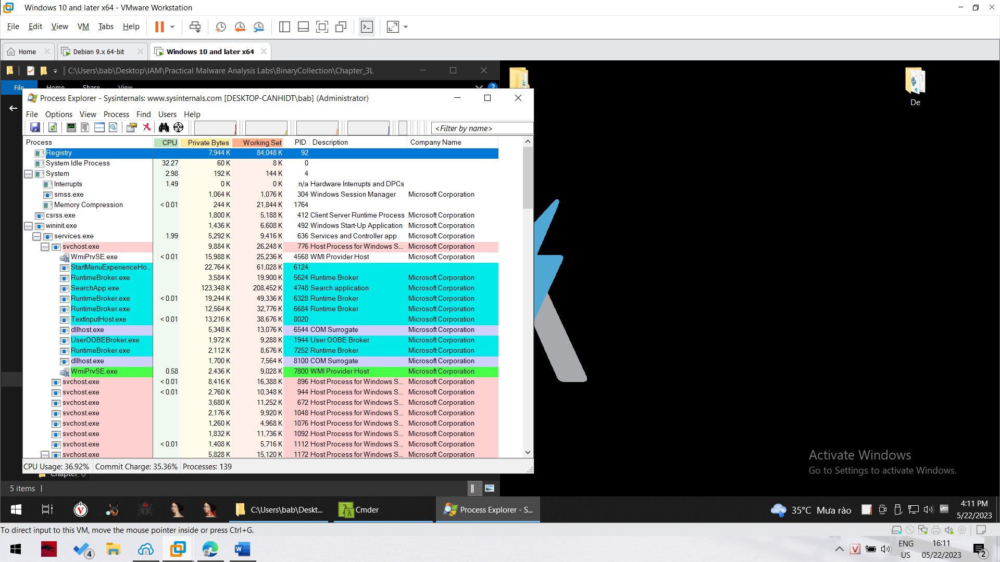 Windows 10 and later x64 - VMware Workstation
File Edit View VM Tabs Help
Home Debian 9.x 64-bit Windows 10 and later x64
C:\Users\bab\Desktop\IAM\Practical Malware Analysis Labs\BinaryCollection\Chapter_3L
File Home Share View
De
Process Explorer - Sysinternals: www.sysinternals.com [DESKTOP-CANHIDT\bab] (Administrator)
File Options View Process Find Users Help
<Filter by name>
Process CPU Private Bytes Working Set PID Description Company Name
Registry 7,944 K 84,048 K 92
System Idle Process 32.27 60 K 8 K 0
System 2.98 192 K 144 K 4
Interrupts 1.49 0 K 0 K n/a Hardware Interrupts and DPCs
smss.exe 1,064 K 1,076 K 304 Windows Session Manager Microsoft Corporation
Memory Compression < 0.01 244 K 21,844 K 1764
csrss.exe 1,800 K 5,188 K 412 Client Server Runtime Process Microsoft Corporation
wininit.exe 1,436 K 6,608 K 492 Windows Start-Up Application Microsoft Corporation
services.exe 1.99 5,292 K 9,416 K 636 Services and Controller app Microsoft Corporation
svchost.exe 9,884 K 26,248 K 776 Host Process for Windows S... Microsoft Corporation
WmiPrvSE.exe < 0.01 15,988 K 25,236 K 4568 WMI Provider Host Microsoft Corporation
StartMenuExperienceHo... 22,764 K 61,028 K 6124
RuntimeBroker.exe 3,584 K 19,900 K 5624 Runtime Broker Microsoft Corporation
SearchApp.exe 123,348 K 208,452 K 4748 Search application Microsoft Corporation
RuntimeBroker.exe < 0.01 19,244 K 49,336 K 6328 Runtime Broker Microsoft Corporation
RuntimeBroker.exe 12,564 K 32,776 K 6684 Runtime Broker Microsoft Corporation
TextInputHost.exe < 0.01 13,216 K 38,676 K 8020 Microsoft Corporation
dllhost.exe 5,348 K 13,076 K 6544 COM Surrogate Microsoft Corporation
UserOOBEBroker.exe 1,972 K 9,288 K 1944 User OOBE Broker Microsoft Corporation
RuntimeBroker.exe 2,112 K 8,676 K 7252 Runtime Broker Microsoft Corporation
dllhost.exe 1,700 K 7,564 K 8100 COM Surrogate Microsoft Corporation
WmiPrvSE.exe 0.58 2,436 K 9,028 K 7800 WMI Provider Host Microsoft Corporation
svchost.exe < 0.01 8,416 K 16,388 K 896 Host Process for Windows S... Microsoft Corporation
svchost.exe < 0.01 2,760 K 10,348 K 944 Host Process for Windows S... Microsoft Corporation
svchost.exe 3,680 K 11,252 K 672 Host Process for Windows S... Microsoft Corporation
svchost.exe 2,176 K 9,920 K 1048 Host Process for Windows S... Microsoft Corporation
svchost.exe 1,260 K 4,968 K 1076 Host Process for Windows S... Microsoft Corporation
svchost.exe 1,832 K 11,736 K 1092 Host Process for Windows S... Microsoft Corporation
svchost.exe < 0.01 1,408 K 5,716 K 1112 Host Process for Windows S... Microsoft Corporation
svchost.exe 5,828 K 15,120 K 1172 Host Process for Windows S... Microsoft Corporation
CPU Usage: 36.92% Commit Charge: 35.36% Processes: 139
Chapter_
5 items
Activate Windows
Go to Settings to activate Windows.
C:\Users\bab\Deskt... Cmder Process Explorer - S... 35°C Mưa rào 4:11 PM
5/22/2023
To direct input to this VM, move the mouse pointer inside or press Ctrl+G.
4 ENG 16:11
US 05/22/2023 2